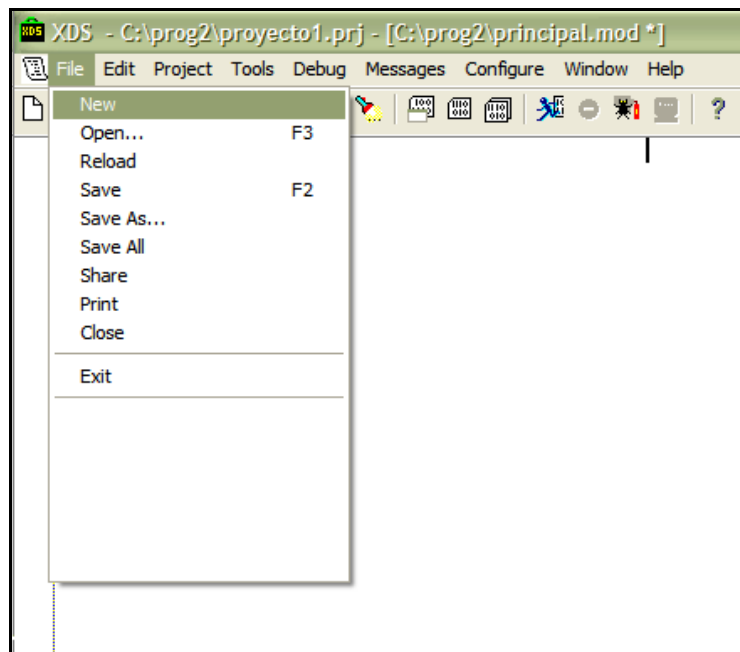 XDS - C:\prog2\proyecto1.prj - [C:\prog2\principal.mod *]
File Edit Project Tools Debug Messages Configure Window Help
New
Open... F3
Reload
Save F2
Save As...
Save All
Share
Print
Close
Exit